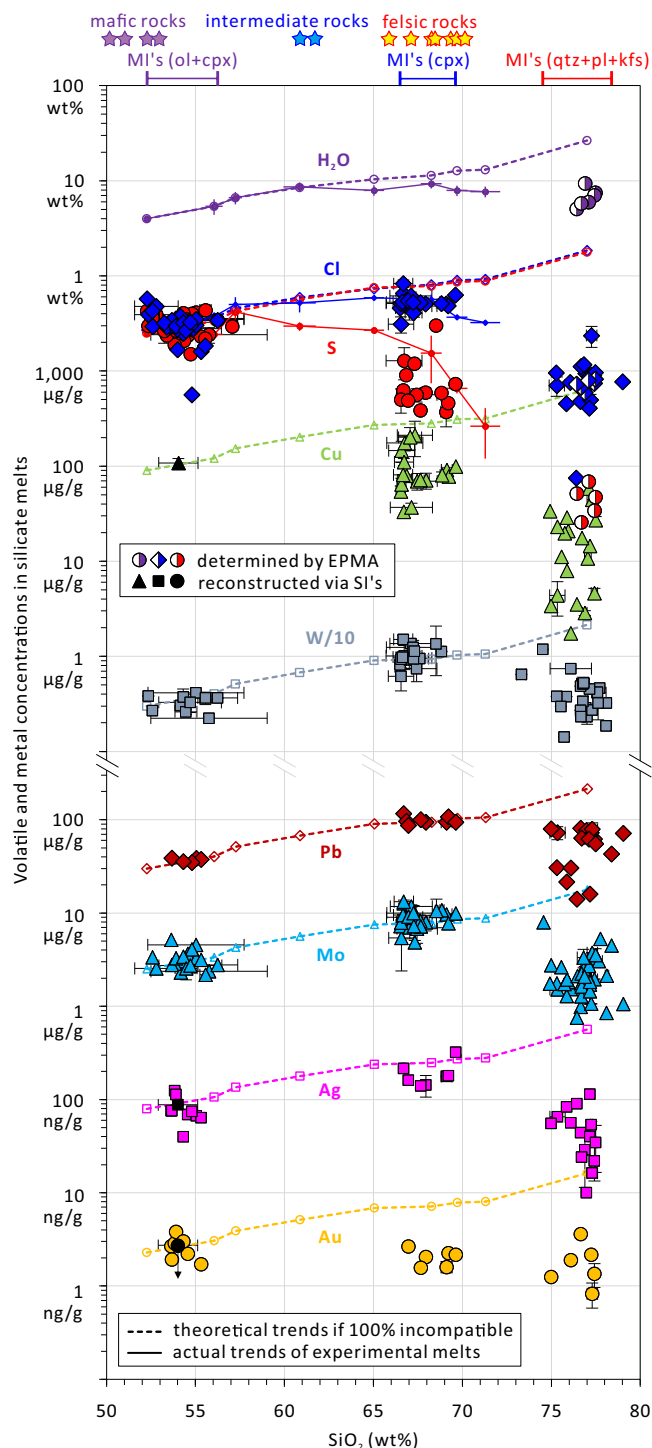 mafic rocks
intermediate rocks
felsic rocks
MI's (ol+cpx)
MI's (cpx)
MI's (qtz+pl+kfs)
100
wt%
H2O
10
wt%
Cl
1
wt%
S
1,000
µg/g
Cu
100
µg/g
10
µg/g
determined by EPMA
reconstructed via SI's
W/10
1
µg/g
Volatile and metal concentrations in silicate melts
100
µg/g
Pb
10
µg/g
Mo
1
µg/g
Ag
100
ng/g
10
ng/g
Au
1
ng/g
theoretical trends if 100% incompatible
actual trends of experimental melts
50 55 60 65 70 75 80
SiO2 (wt%)